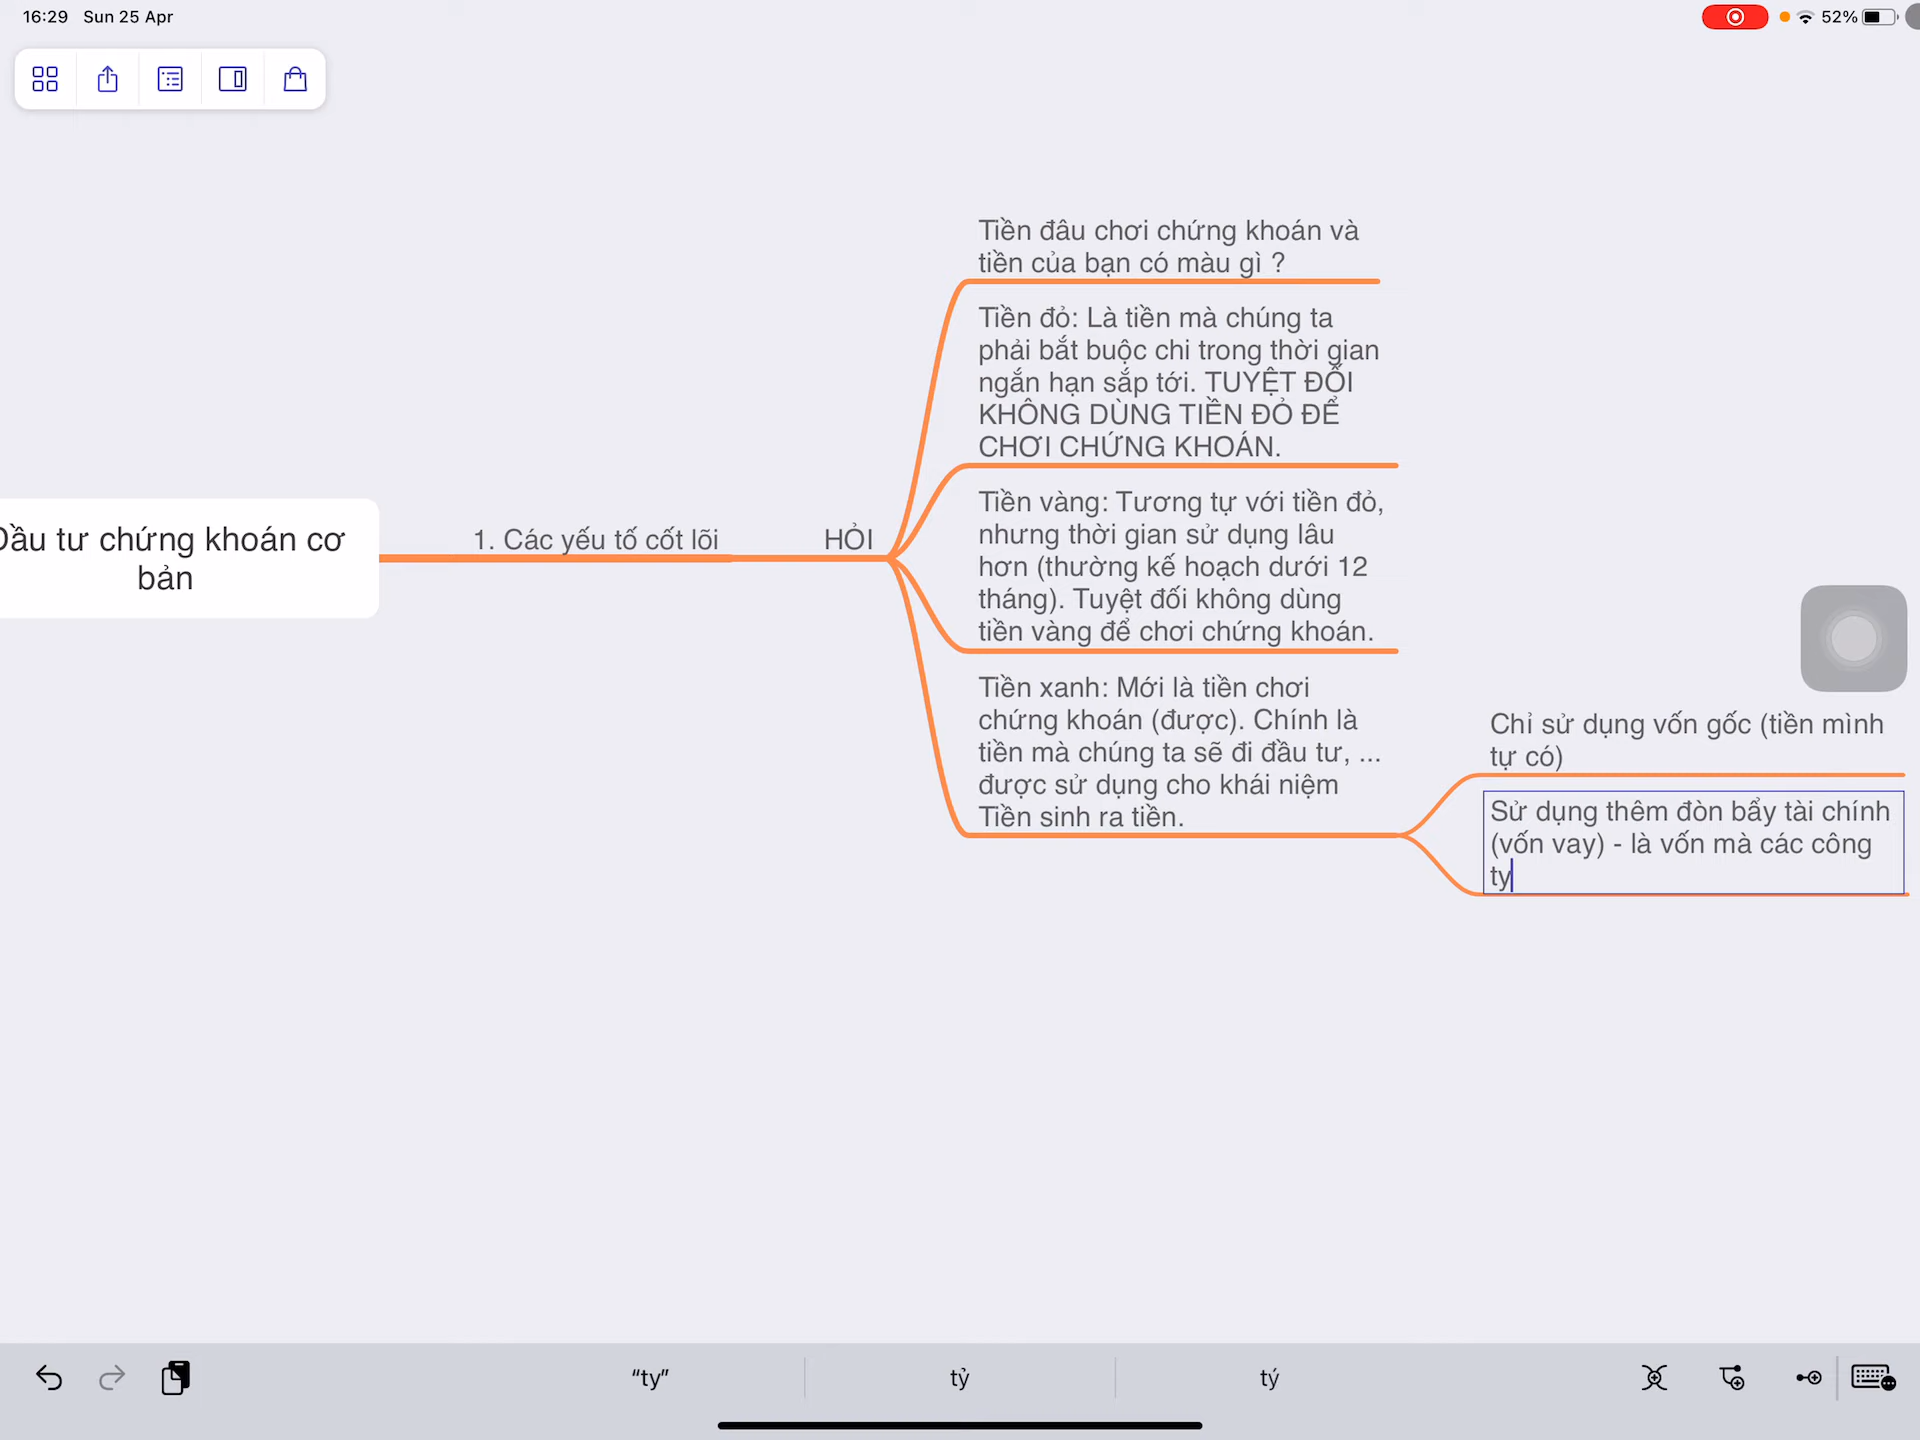 16:29 Sun 25 Apr
52%
Đầu tư chứng khoán cơ
bản
1. Các yếu tố cốt lõi
HỎI
Tiền đâu chơi chứng khoán và
tiền của bạn có màu gì ?
Tiền đỏ: Là tiền mà chúng ta
phải bắt buộc chi trong thời gian
ngắn hạn sắp tới. TUYỆT ĐỐI
KHÔNG DÙNG TIỀN ĐỎ ĐỂ
CHƠI CHỨNG KHOÁN.
Tiền vàng: Tương tự với tiền đỏ,
nhưng thời gian sử dụng lâu
hơn (thường kế hoạch dưới 12
tháng). Tuyệt đối không dùng
tiền vàng để chơi chứng khoán.
Tiền xanh: Mới là tiền chơi
chứng khoán (được). Chính là
tiền mà chúng ta sẽ đi đầu tư, ...
được sử dụng cho khái niệm
Tiền sinh ra tiền.
Chỉ sử dụng vốn gốc (tiền mình
tự có)
Sử dụng thêm đòn bẩy tài chính
(vốn vay) - là vốn mà các công
ty
“ty” tỷ tý